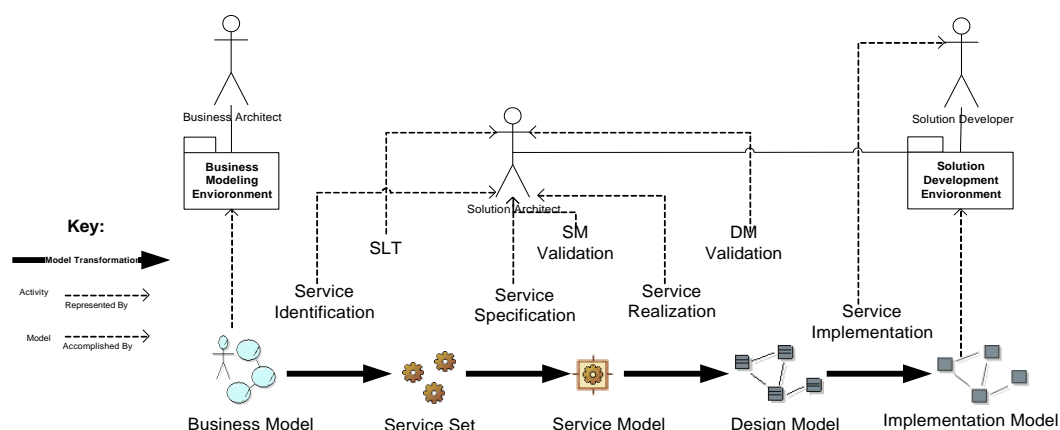 Business Architect
Solution Developer
Business
Modeling
Envioronment
Solution
Development
Envioronment
Solution Architect
Key:
SLT
SM
Validation
DM
Validation
Model Transformation
Activity
Represented By
Model
Accomplished By
Service
Identification
Service
Specification
Service
Realization
Service
Implementation
Business Model
Service Set
Service Model
Design Model
Implementation Model